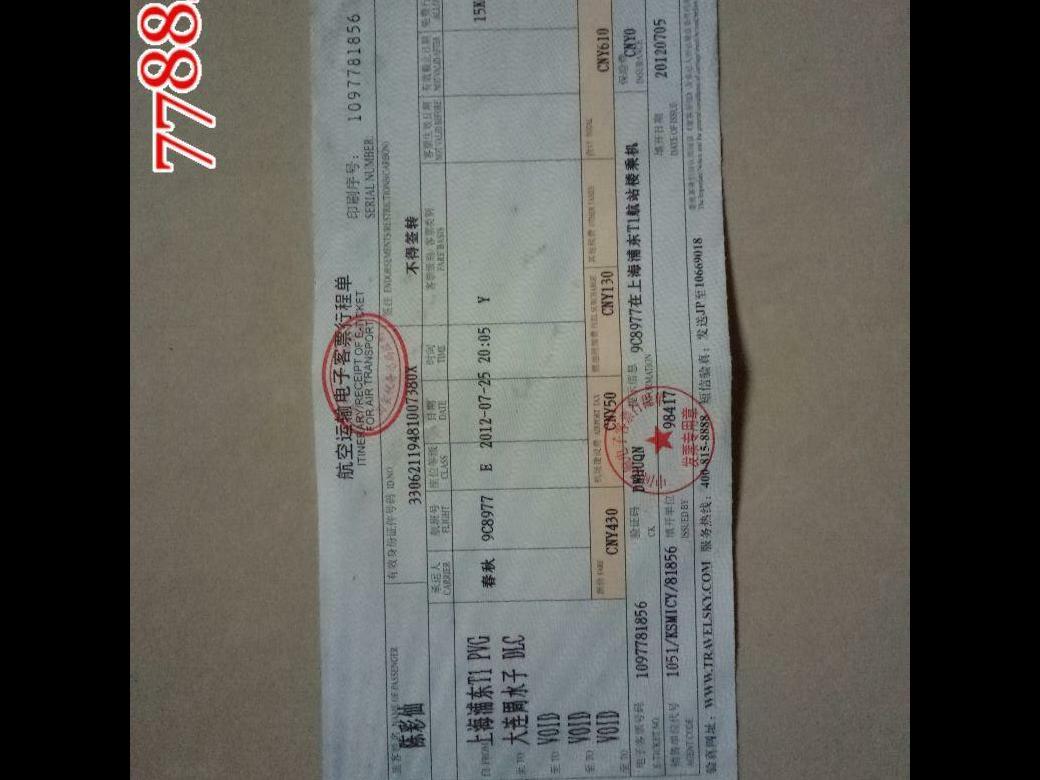 7788
航空运输电子客票行程单
ITINERARY/RECEIPT OF E-TICKET
FOR AIR TRANSPORT
印刷序号： 1097781856
SERIAL NUMBER:
旅客姓名 NAME OF PASSENGER
有效身份证件号码 ID.NO.
签注 ENDORSEMENTS/RESTRICTIONS(CARBON)
陈彩仙
33062119481007380X
不得签转
承运人 航班号 座位等级 日期 时间 客票级别/客票类别 客票生效日期 有效截止日期 免费行
CARRIER FLIGHT CLASS DATE TIME FARE BASIS NOT VALID BEFORE NOT VALID AFTER ALLOW
自 FROM 上海浦东T1 PVG 春秋 9C8977 E 2012-07-25 20:05 Y 15K
至 TO 大连周水子 DLC
至 TO VOID
至 TO VOID
至 TO VOID
票价 FARE 机场建设费 AIRPORT TAX 燃油附加费 FUEL SURCHARGE 其他税费 OTHER TAXES 合计 TOTAL
CNY430 CNY50 CNY130 CNY610
电子客票号码 1097781856 验证码 提示信息 9C8977在上海浦东T1航站楼乘机 保险费 CNY0
E-TICKET NO. CK INFORMATION INSURANCE
销售单位代号 1051/KSMICY/81856 填开单位 98417 填开日期 20120705
AGENT CODE ISSUED BY DATE OF ISSUE
发票专用章
验真网址：WWW.TRAVELSKY.COM 服务热线：400-815-8888 短信验真：发送JP至10669018